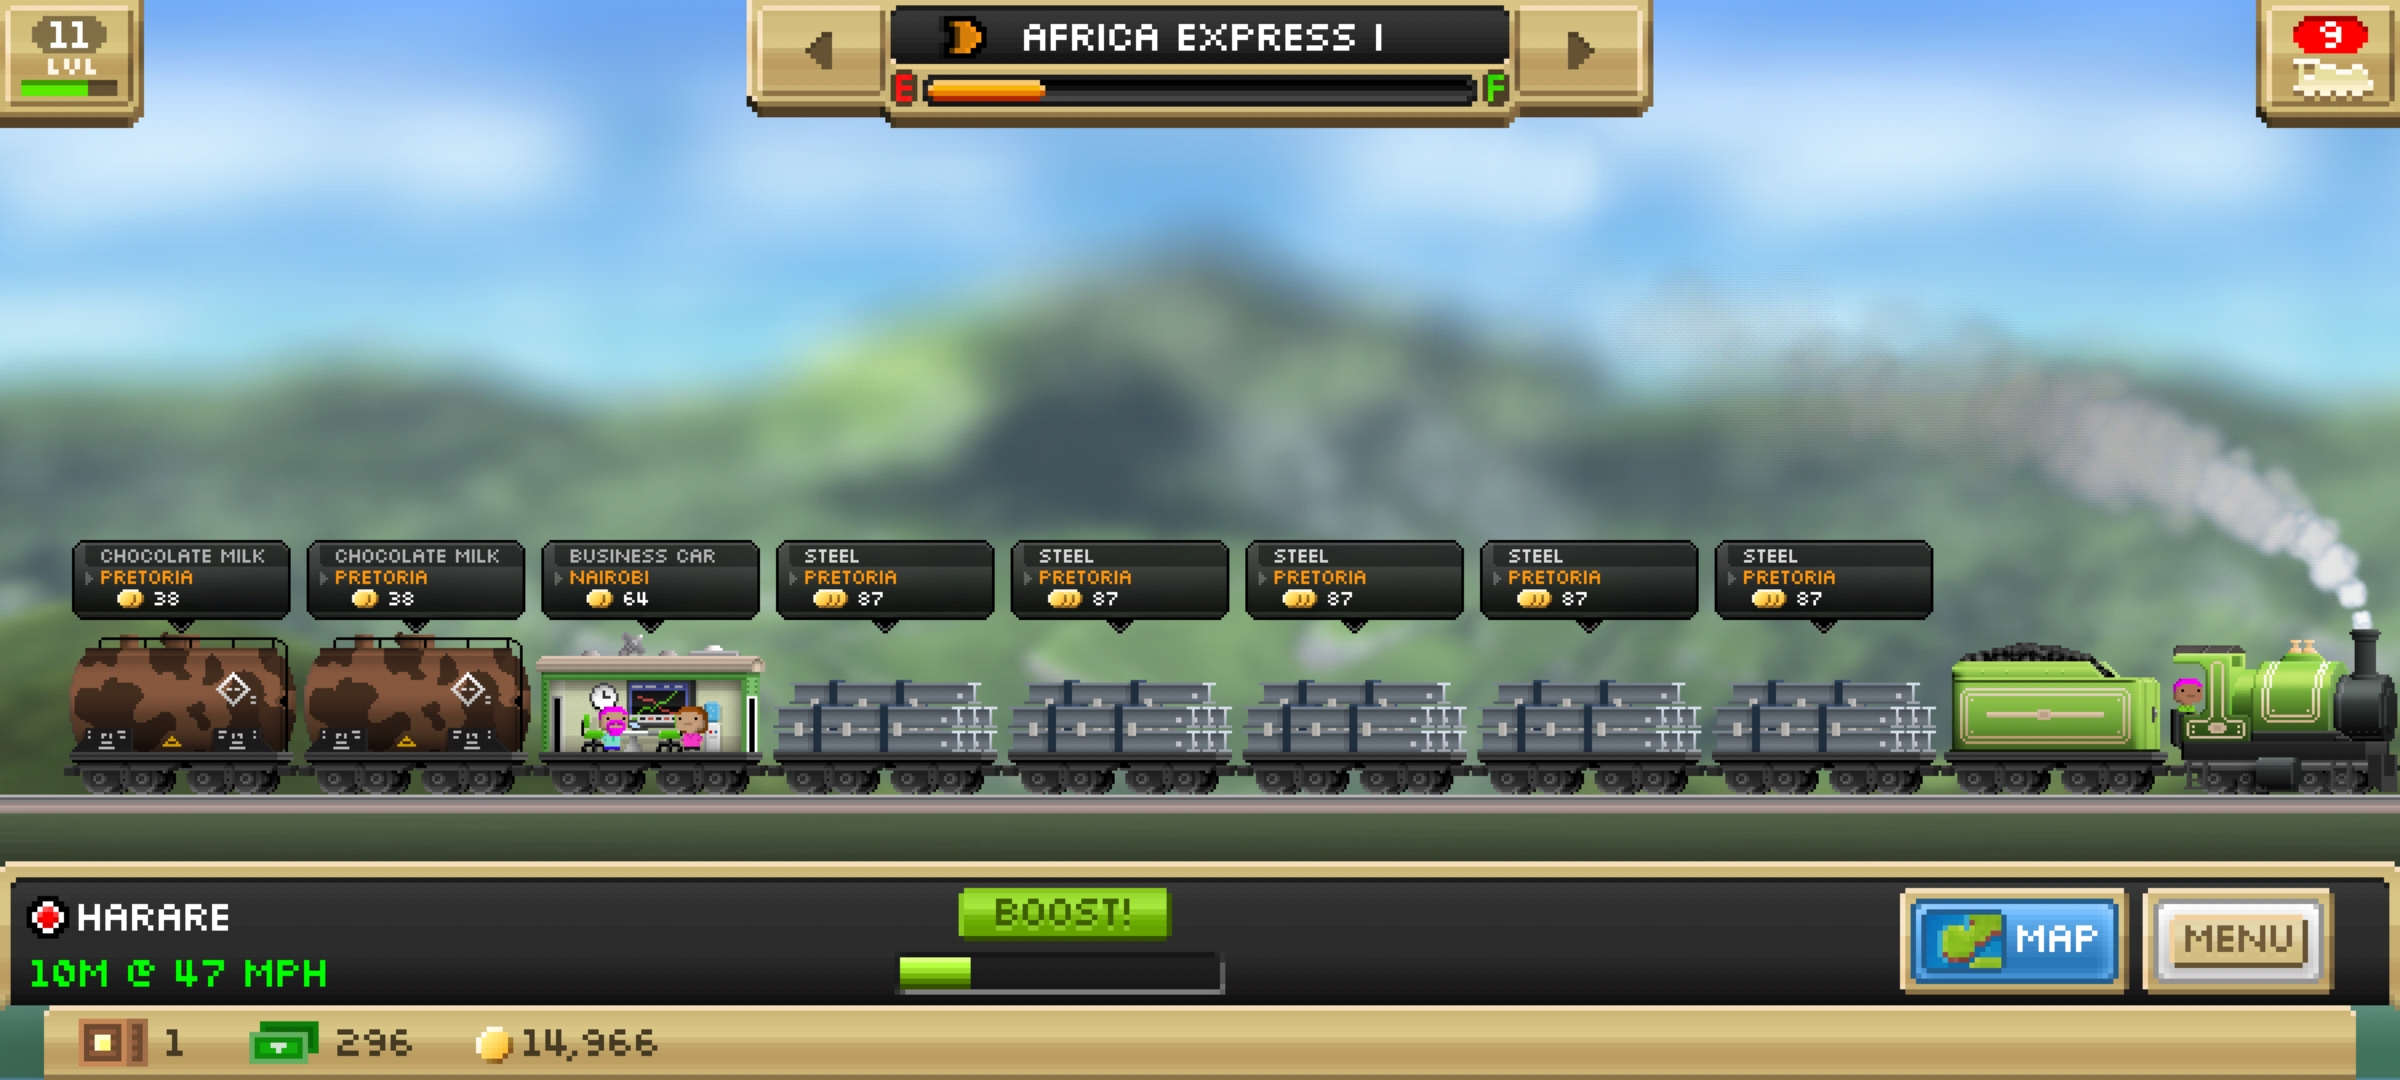 11
LVL
AFRICA EXPRESS I
E F
9
CHOCOLATE MILK
PRETORIA
38
CHOCOLATE MILK
PRETORIA
38
BUSINESS CAR
NAIROBI
64
STEEL
PRETORIA
87
STEEL
PRETORIA
87
STEEL
PRETORIA
87
STEEL
PRETORIA
87
STEEL
PRETORIA
87
HARARE
10M @ 47 MPH
BOOST!
MAP
MENU
1 296 14,966